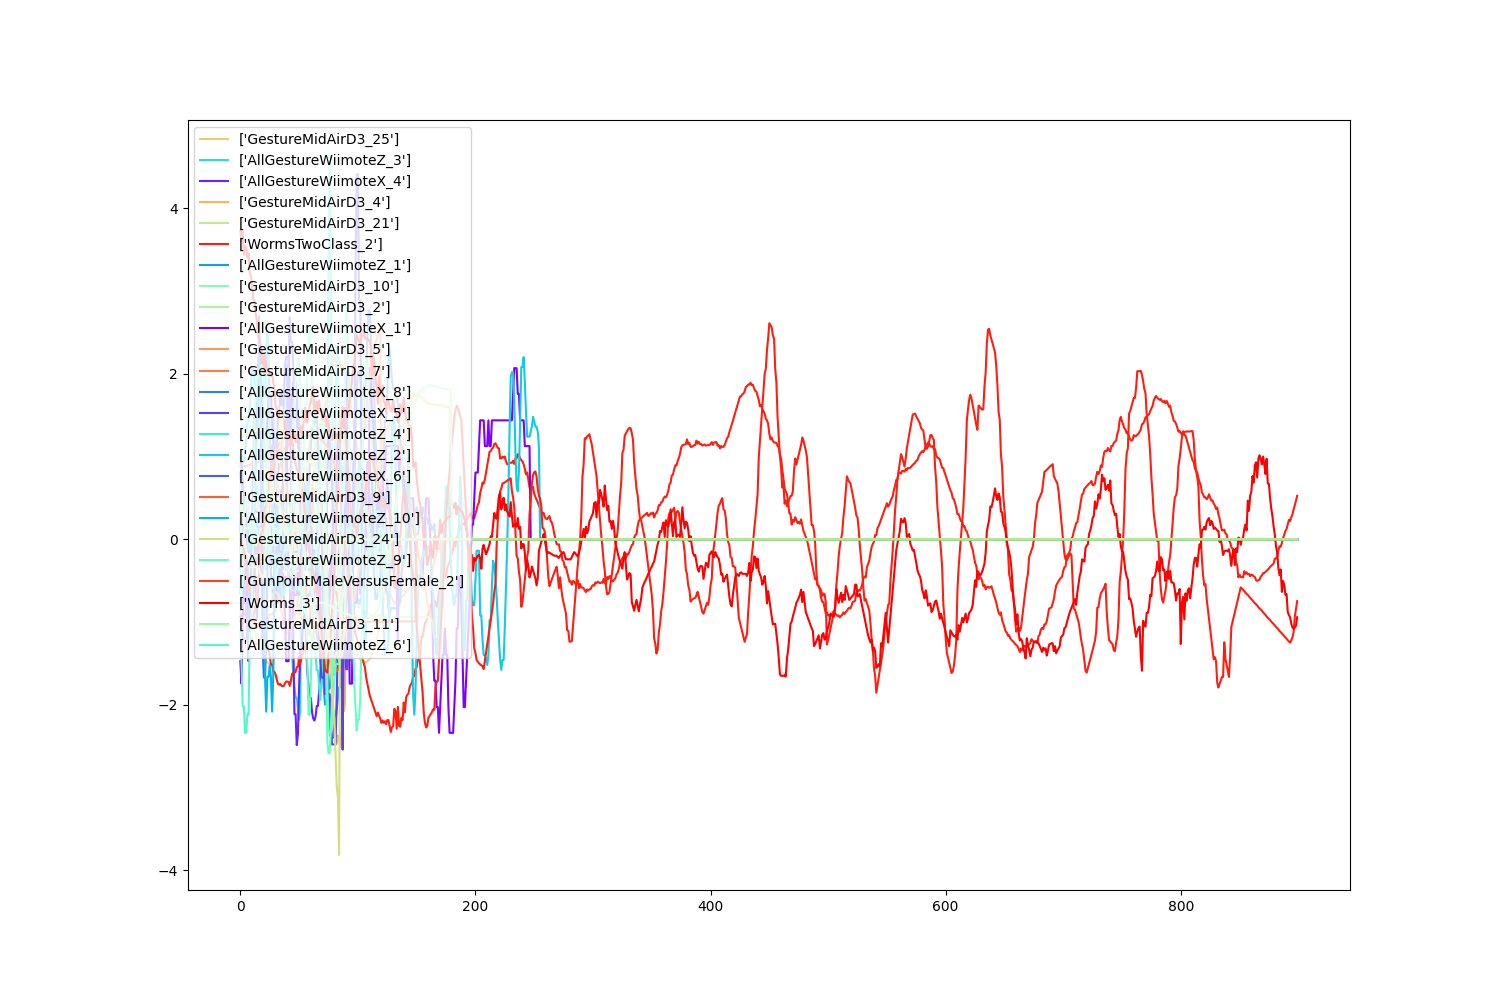 ['GestureMidAirD3_25']
['AllGestureWiimoteZ_3']
['AllGestureWiimoteX_4']
['GestureMidAirD3_4']
['GestureMidAirD3_21']
['WormsTwoClass_2']
['AllGestureWiimoteZ_1']
['GestureMidAirD3_10']
['GestureMidAirD3_2']
['AllGestureWiimoteX_1']
['GestureMidAirD3_5']
['GestureMidAirD3_7']
['AllGestureWiimoteX_8']
['AllGestureWiimoteX_5']
['AllGestureWiimoteZ_4']
['AllGestureWiimoteZ_2']
['AllGestureWiimoteX_6']
['GestureMidAirD3_9']
['AllGestureWiimoteZ_10']
['GestureMidAirD3_24']
['AllGestureWiimoteZ_9']
['GunPointMaleVersusFemale_2']
['Worms_3']
['GestureMidAirD3_11']
['AllGestureWiimoteZ_6']
4
2
0
−2
−4
0 200 400 600 800